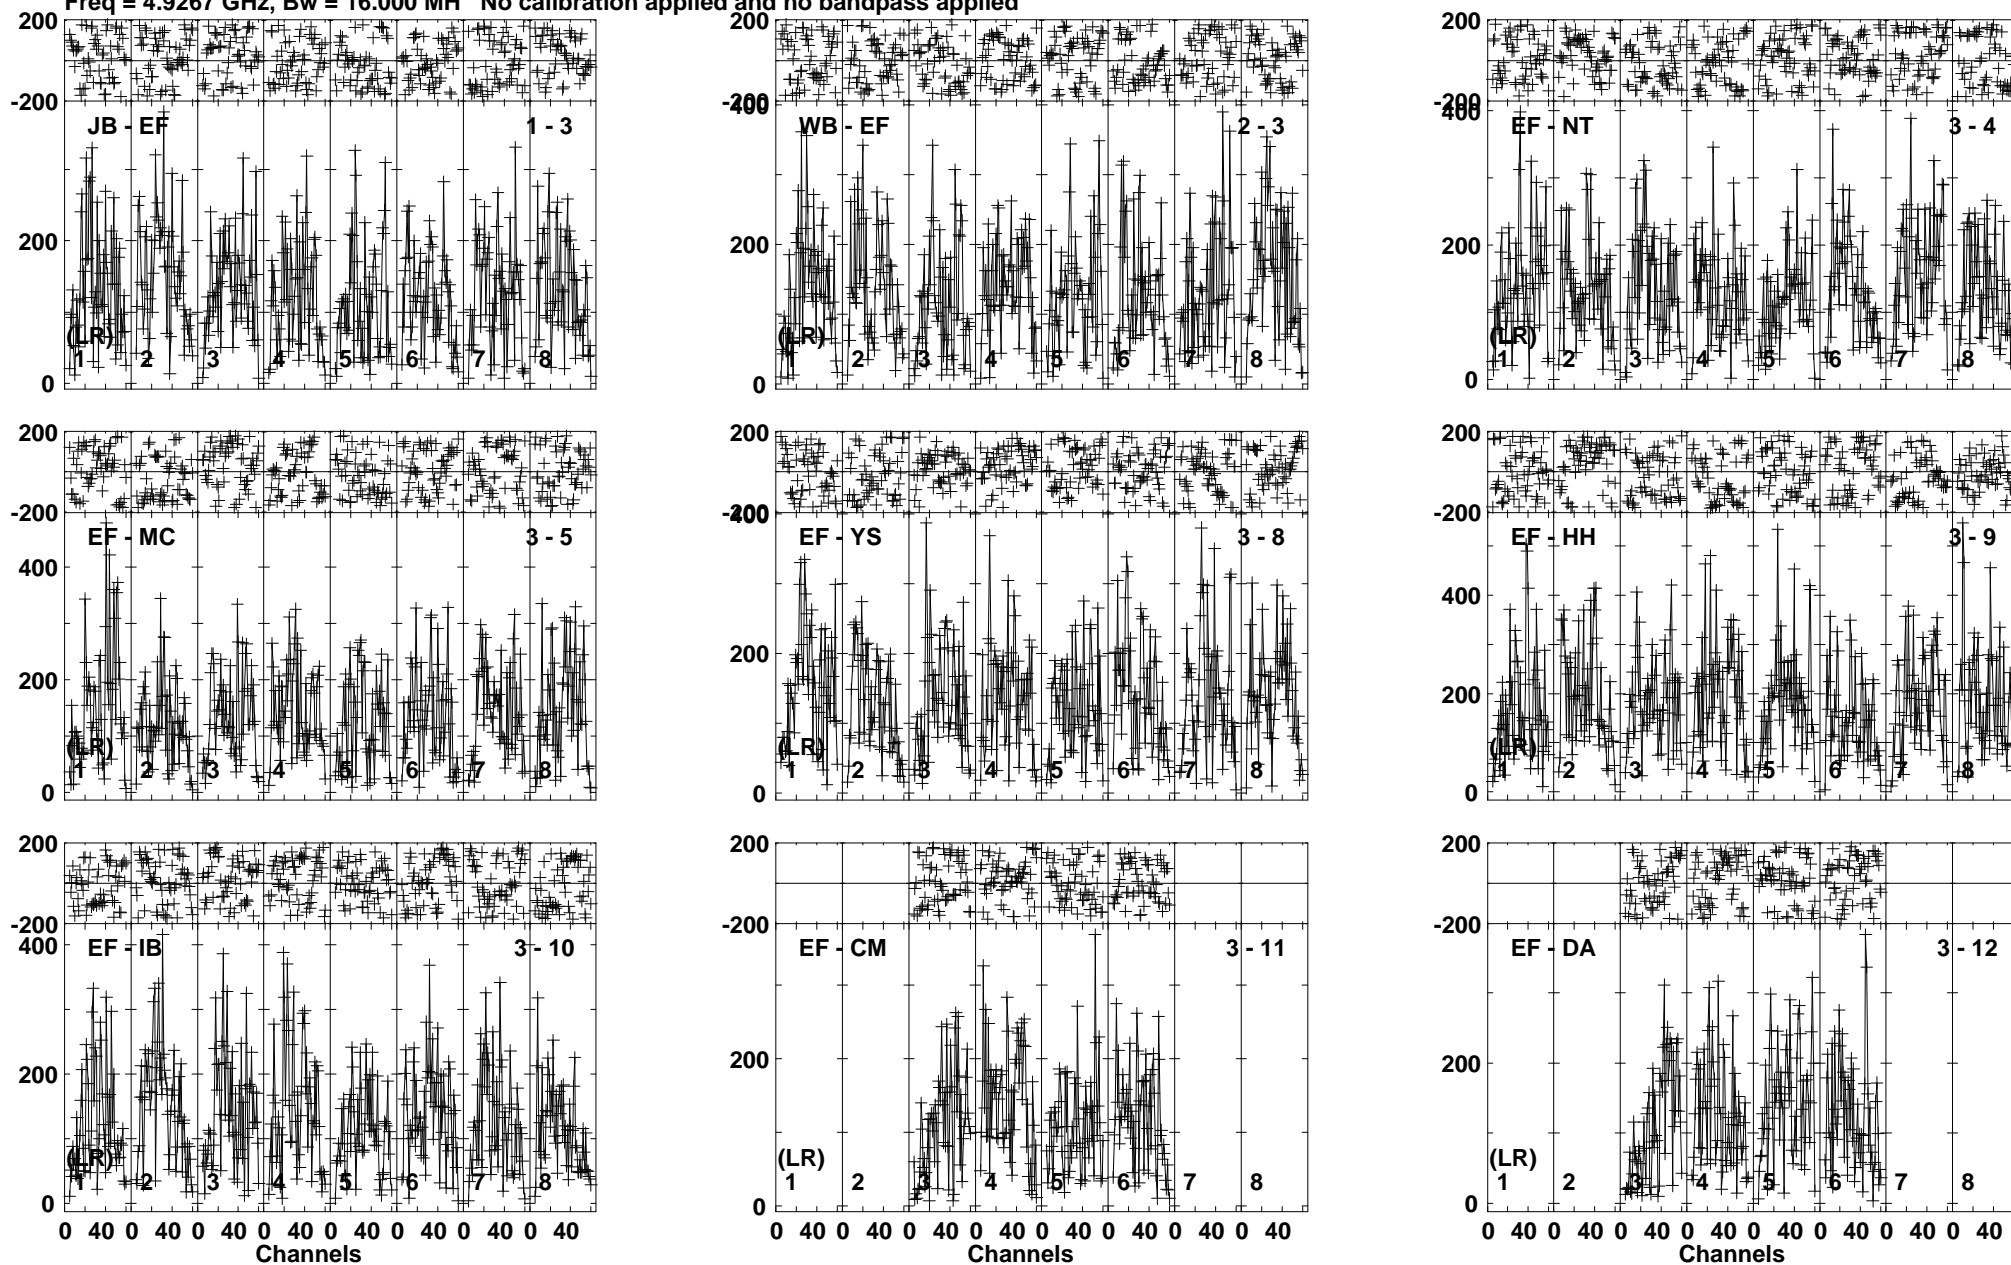 Freq = 4.9267 GHz, Bw = 16.000 MH No calibration applied and no bandpass applied
200 200 200
-200 -200 -200
400 400
JB - EF 1 - 3 WB - EF 2 - 3 EF - NT 3 - 4
200 200 200
(LR) (LR) (LR)
1 2 3 4 5 6 7 8 1 2 3 4 5 6 7 8 1 2 3 4 5 6 7 8
0 0 0
200 200 200
-200 -200 -200
400
EF - MC 3 - 5 EF - YS 3 - 8 EF - HH 3 - 9
400 400
200 200 200
(LR) (LR) (LR)
1 2 3 4 5 6 7 8 1 2 3 4 5 6 7 8 1 2 3 4 5 6 7 8
0 0 0
200 200 200
-200 -200 -200
400
EF - IB 3 - 10 EF - CM 3 - 11 EF - DA 3 - 12
200 200 200
(LR) (LR) (LR)
1 2 3 4 5 6 7 8 1 2 3 4 5 6 7 8 1 2 3 4 5 6 7 8
0 0 0
0 40 0 40 0 40 0 40 0 40 0 40 0 40 0 40 0 40 0 40 0 40 0 40 0 40 0 40 0 40 0 40 0 40 0 40 0 40 0 40 0 40 0 40 0 40 0 40
Channels Channels Channels